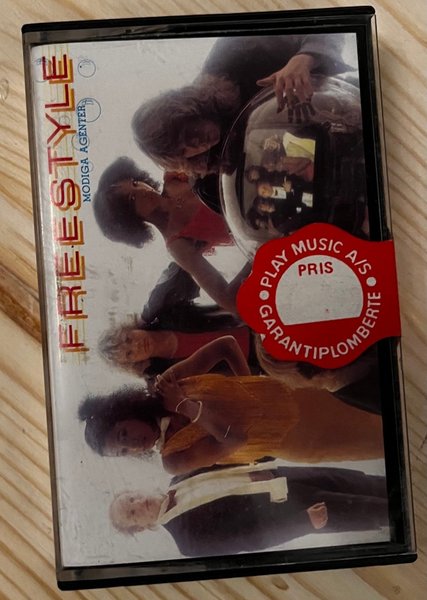 FREESTYLE
MODIGA AGENTER
PLAY MUSIC A/S
PRIS
GARANTIPLOMBERTE